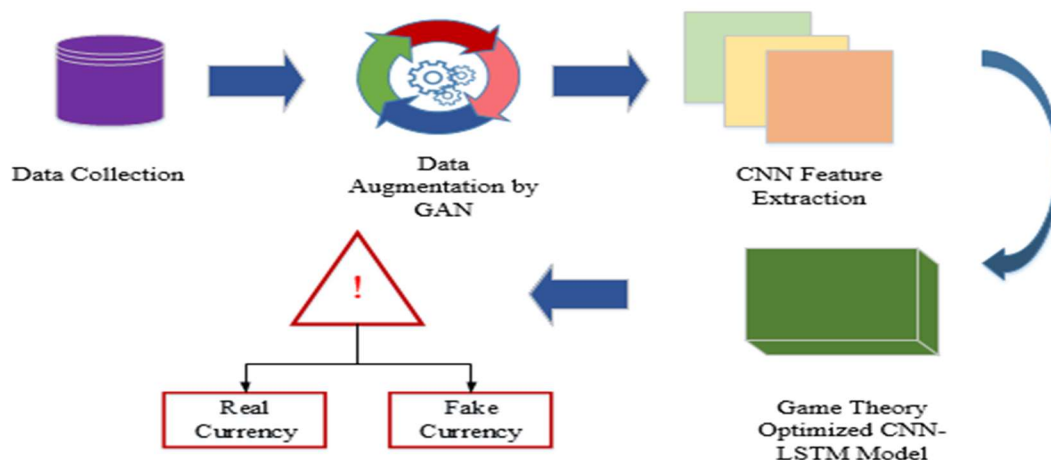 Data Collection
Data
Augmentation by
GAN
CNN Feature
Extraction
Game Theory
Optimized CNN-
LSTM Model
!
Real
Currency
Fake
Currency